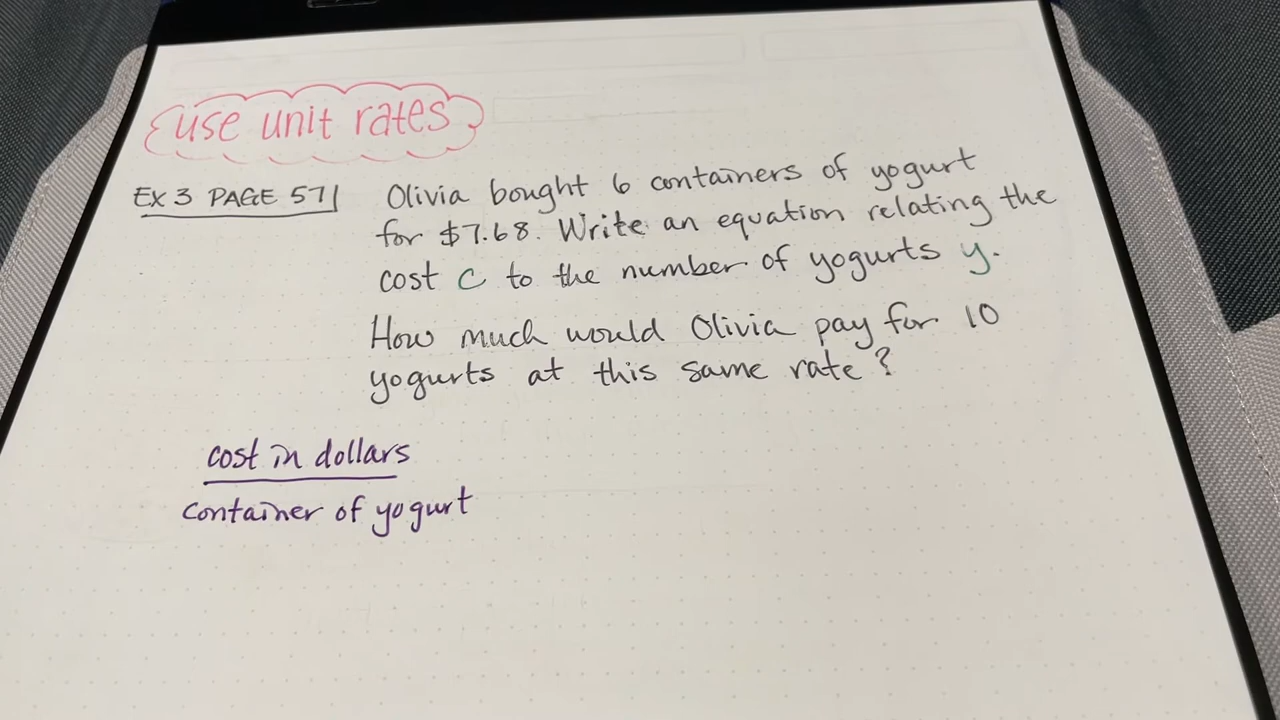 use unit rates
EX 3 PAGE 571 Olivia bought 6 containers of yogurt
for $7.68. Write an equation relating the
cost c to the number of yogurts y.
How much would Olivia pay for 10
yogurts at this same rate?
cost in dollars
container of yogurt